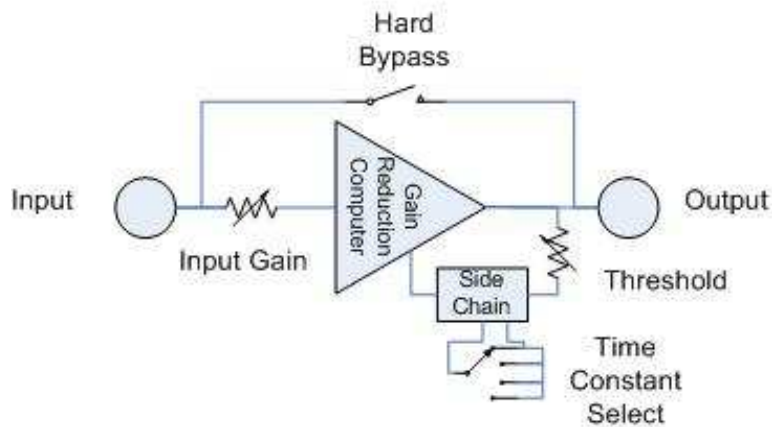 Hard
Bypass
Input
Gain
Reduction
Computer
Output
Input Gain
Side
Chain
Threshold
Time
Constant
Select